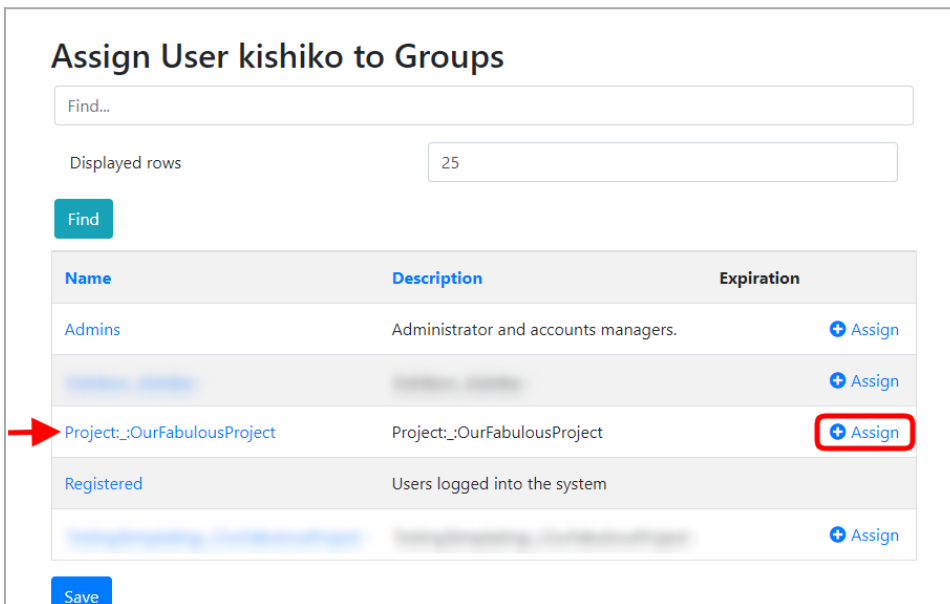 Assign User kishiko to Groups
Find...
Displayed rows 25
Find
Name Description Expiration
Admins Administrator and accounts managers. Assign
Assign
Project:_:OurFabulousProject Project:_:OurFabulousProject Assign
Registered Users logged into the system
Assign
Save